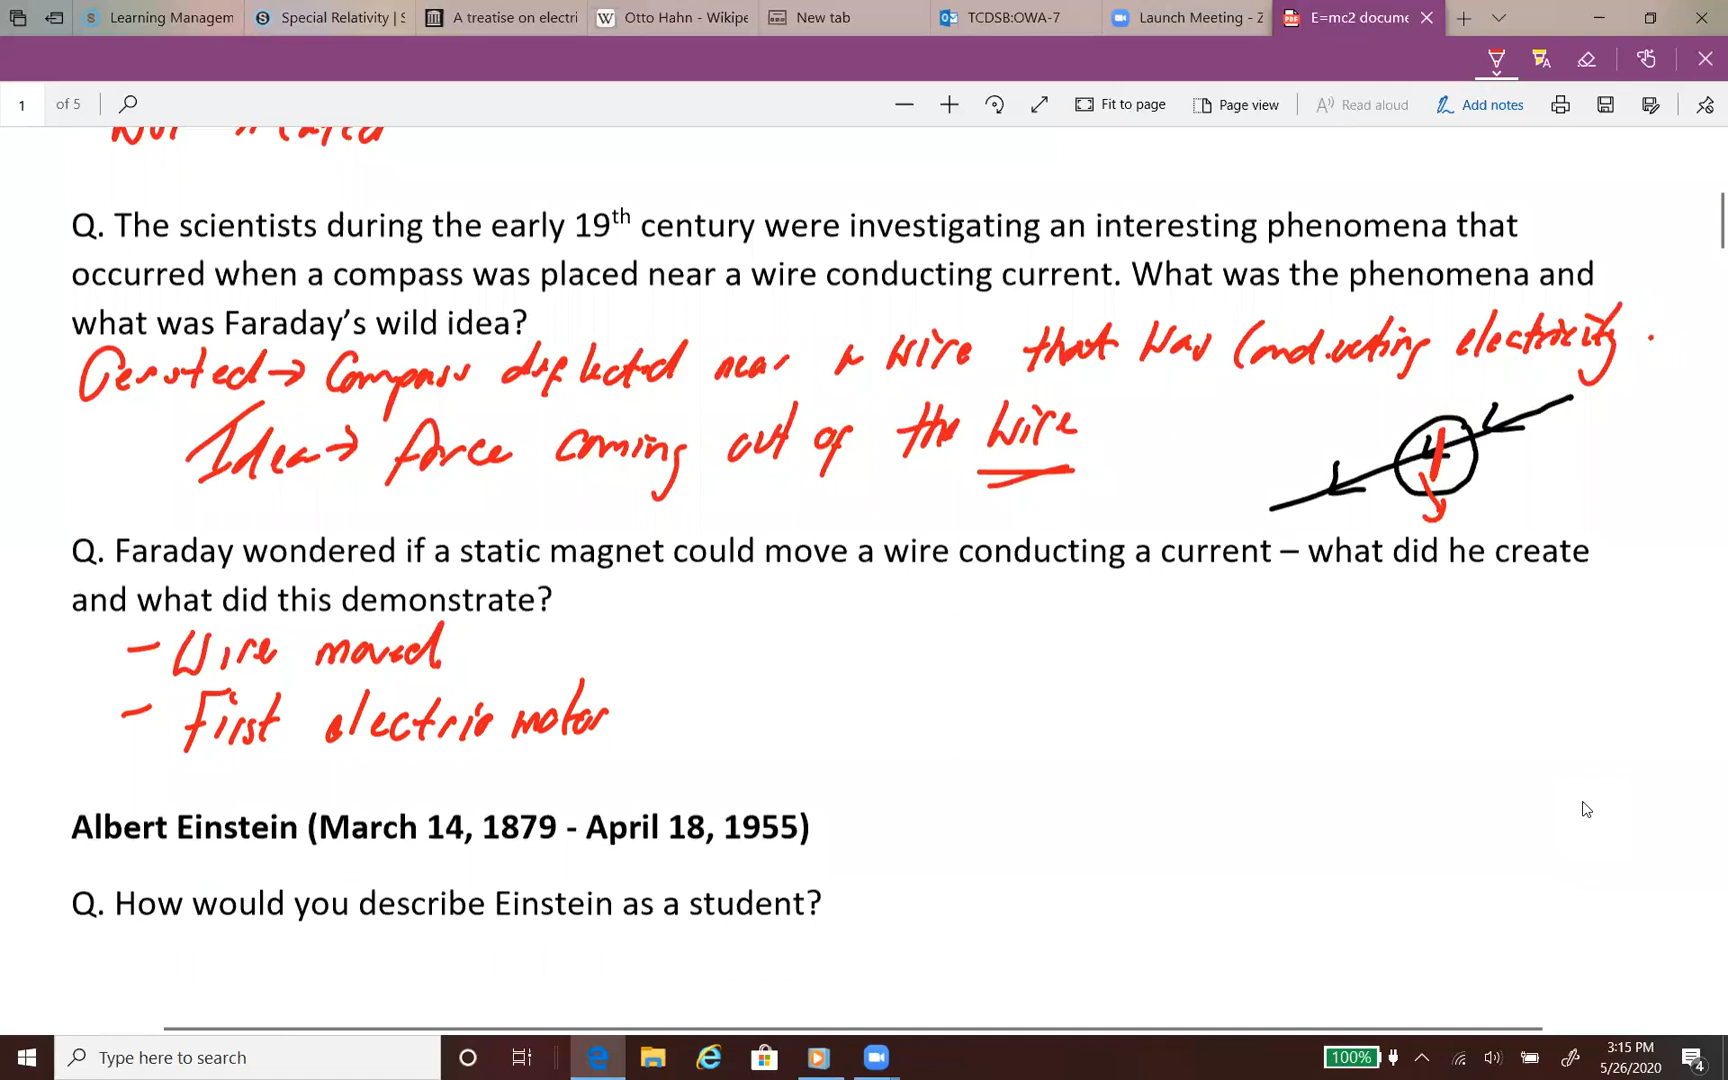 Learning Managem
Special Relativity | S
A treatise on electri
Otto Hahn - Wikipe
New tab
TCDSB:OWA-7
Launch Meeting - Z
E=mc2 docume
1 of 5
Fit to page
Page view
Read aloud
Add notes
Q. The scientists during the early 19th century were investigating an interesting phenomena that
occurred when a compass was placed near a wire conducting current. What was the phenomena and
what was Faraday's wild idea?
Oersted → Compass deflected near a wire that was conducting electricity.
Idea → force coming out of the wire
Q. Faraday wondered if a static magnet could move a wire conducting a current – what did he create
and what did this demonstrate?
- Wire moved
- First electric motor
Albert Einstein (March 14, 1879 - April 18, 1955)
Q. How would you describe Einstein as a student?
Type here to search
100%
3:15 PM
5/26/2020
4